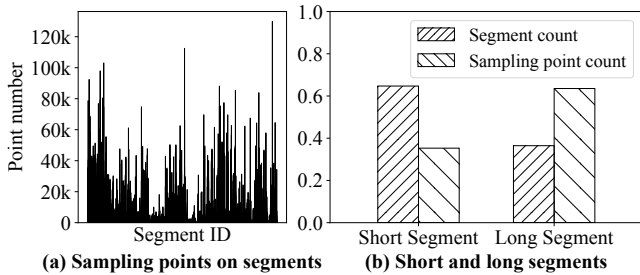 120k
100k
80k
60k
40k
20k
0
Point number
Segment ID
(a) Sampling points on segments
1.0
0.8
0.6
0.4
0.2
0.0
Segment count
Sampling point count
Short Segment Long Segment
(b) Short and long segments